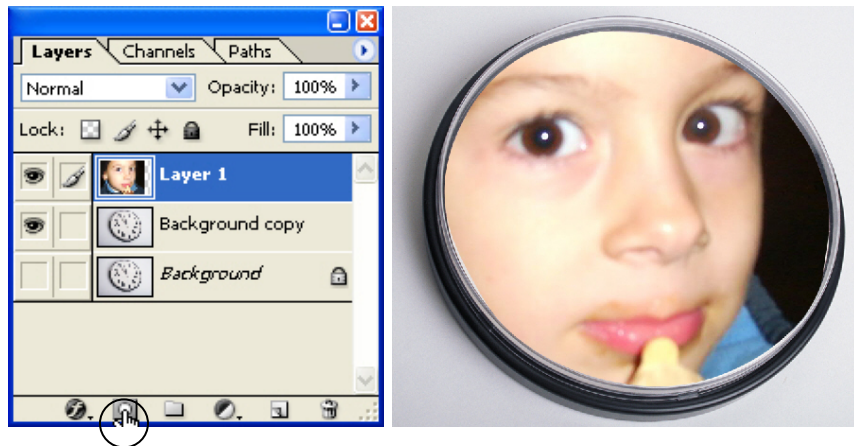 Layers Channels Paths
Normal Opacity: 100%
Lock: Fill: 100%
Layer 1
Background copy
Background